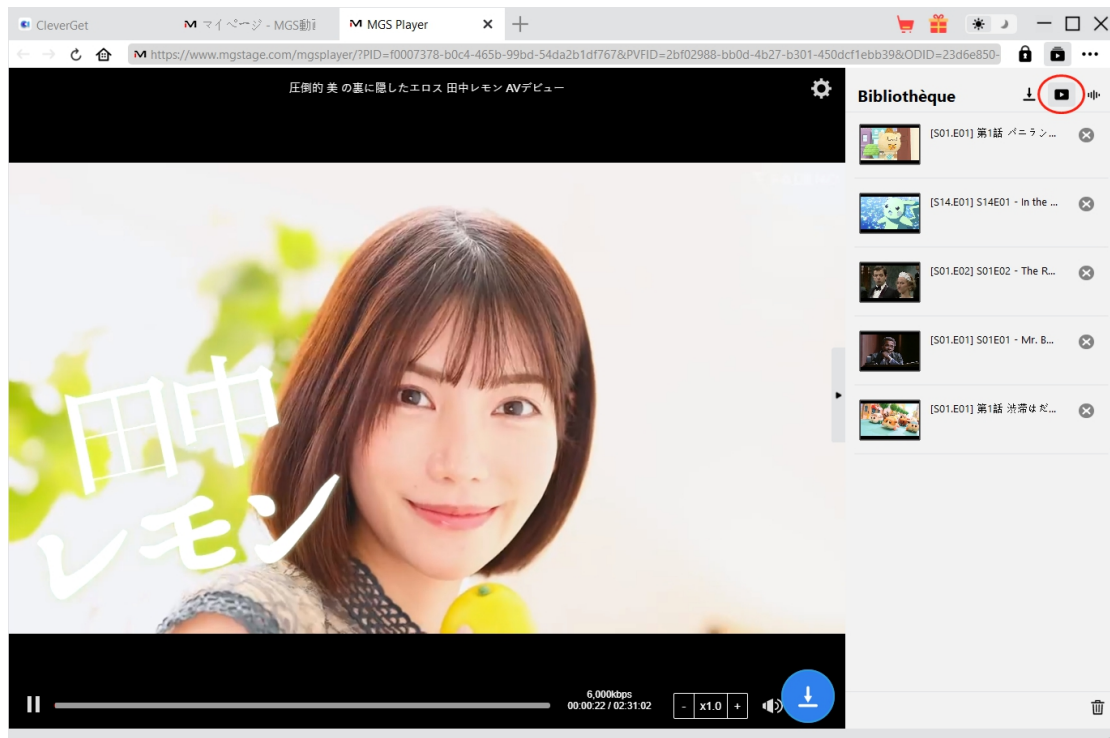 CleverGet
マイページ - MGS動
MGS Player
https://www.mgstage.com/mgsplayer/?PID=f0007378-b0c4-465b-99bd-54da2b1df767&PVFID=2bf02988-bb0d-4b27-b301-450dcf1ebb39&ODID=23d6e850-
圧倒的 美 の裏に隠したエロス 田中レモン AVデビュー
田中
レモン
6,000kbps
00:00:22 / 02:31:02
- x1.0 +
Bibliothèque
[S01.E01] 第1話 パニラン...
[S14.E01] S14E01 - In the ...
[S01.E02] S01E02 - The R...
[S01.E01] S01E01 - Mr. B...
[S01.E01] 第1話 渋滞はだ...